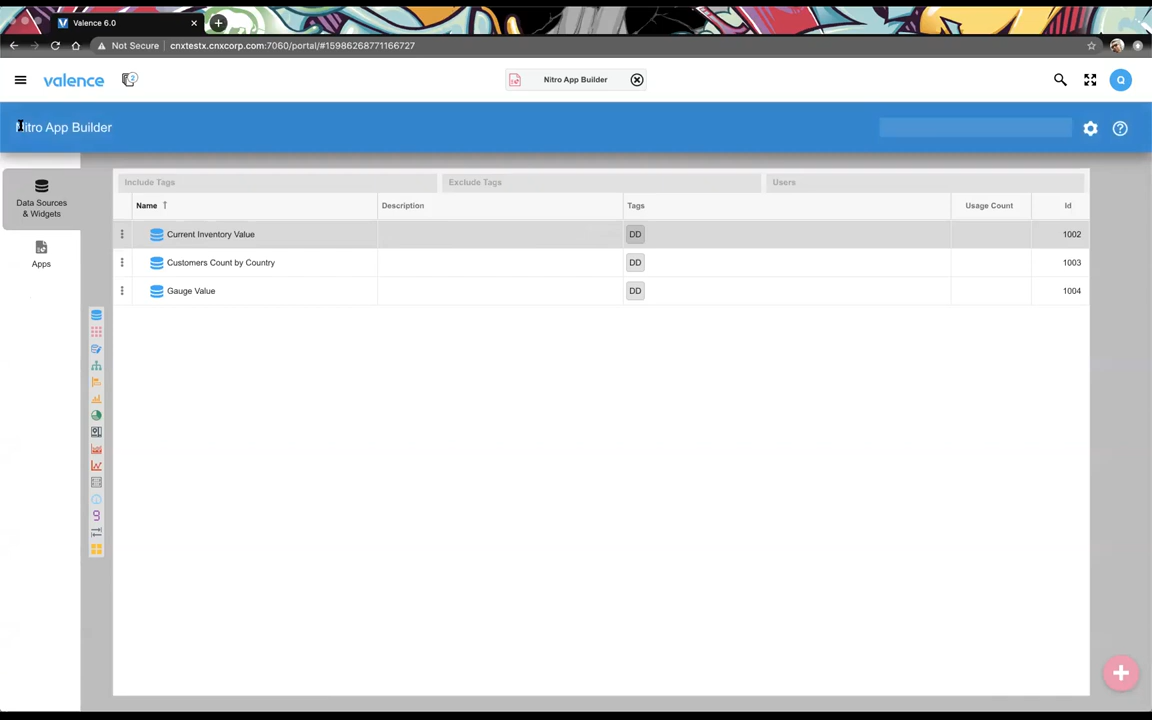 Valence 6.0
Not Secure cnxtestx.cnxcorp.com:7060/portal/#15986268771166727
valence 2 Nitro App Builder Q
Nitro App Builder
Data Sources
& Widgets
Apps
Include Tags Exclude Tags Users
Name ↑ Description Tags Usage Count Id
Current Inventory Value DD 1002
Customers Count by Country DD 1003
Gauge Value DD 1004